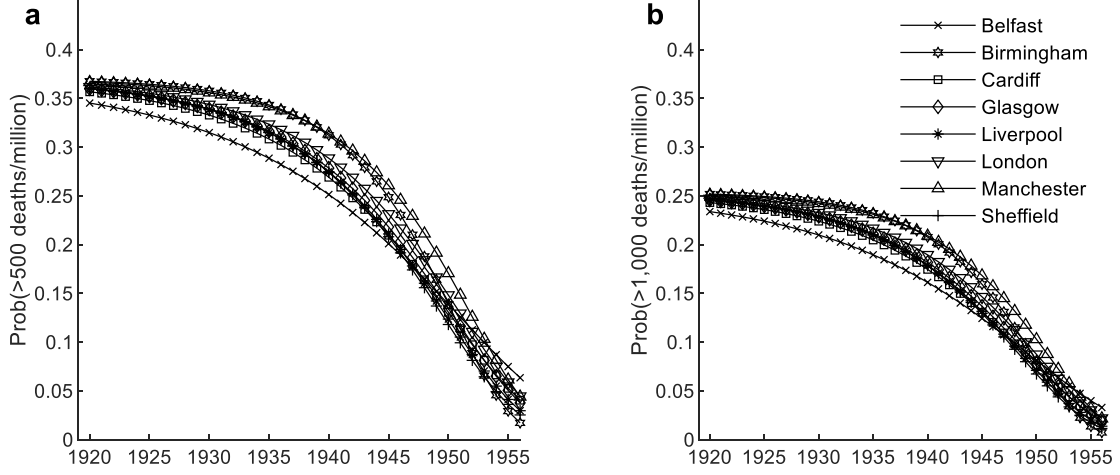 a
Prob(>500 deaths/million)
0.4
0.35
0.3
0.25
0.2
0.15
0.1
0.05
0
1920 1925 1930 1935 1940 1945 1950 1955
b
Prob(>1,000 deaths/million)
0.4
0.35
0.3
0.25
0.2
0.15
0.1
0.05
0
1920 1925 1930 1935 1940 1945 1950 1955
Belfast
Birmingham
Cardiff
Glasgow
Liverpool
London
Manchester
Sheffield